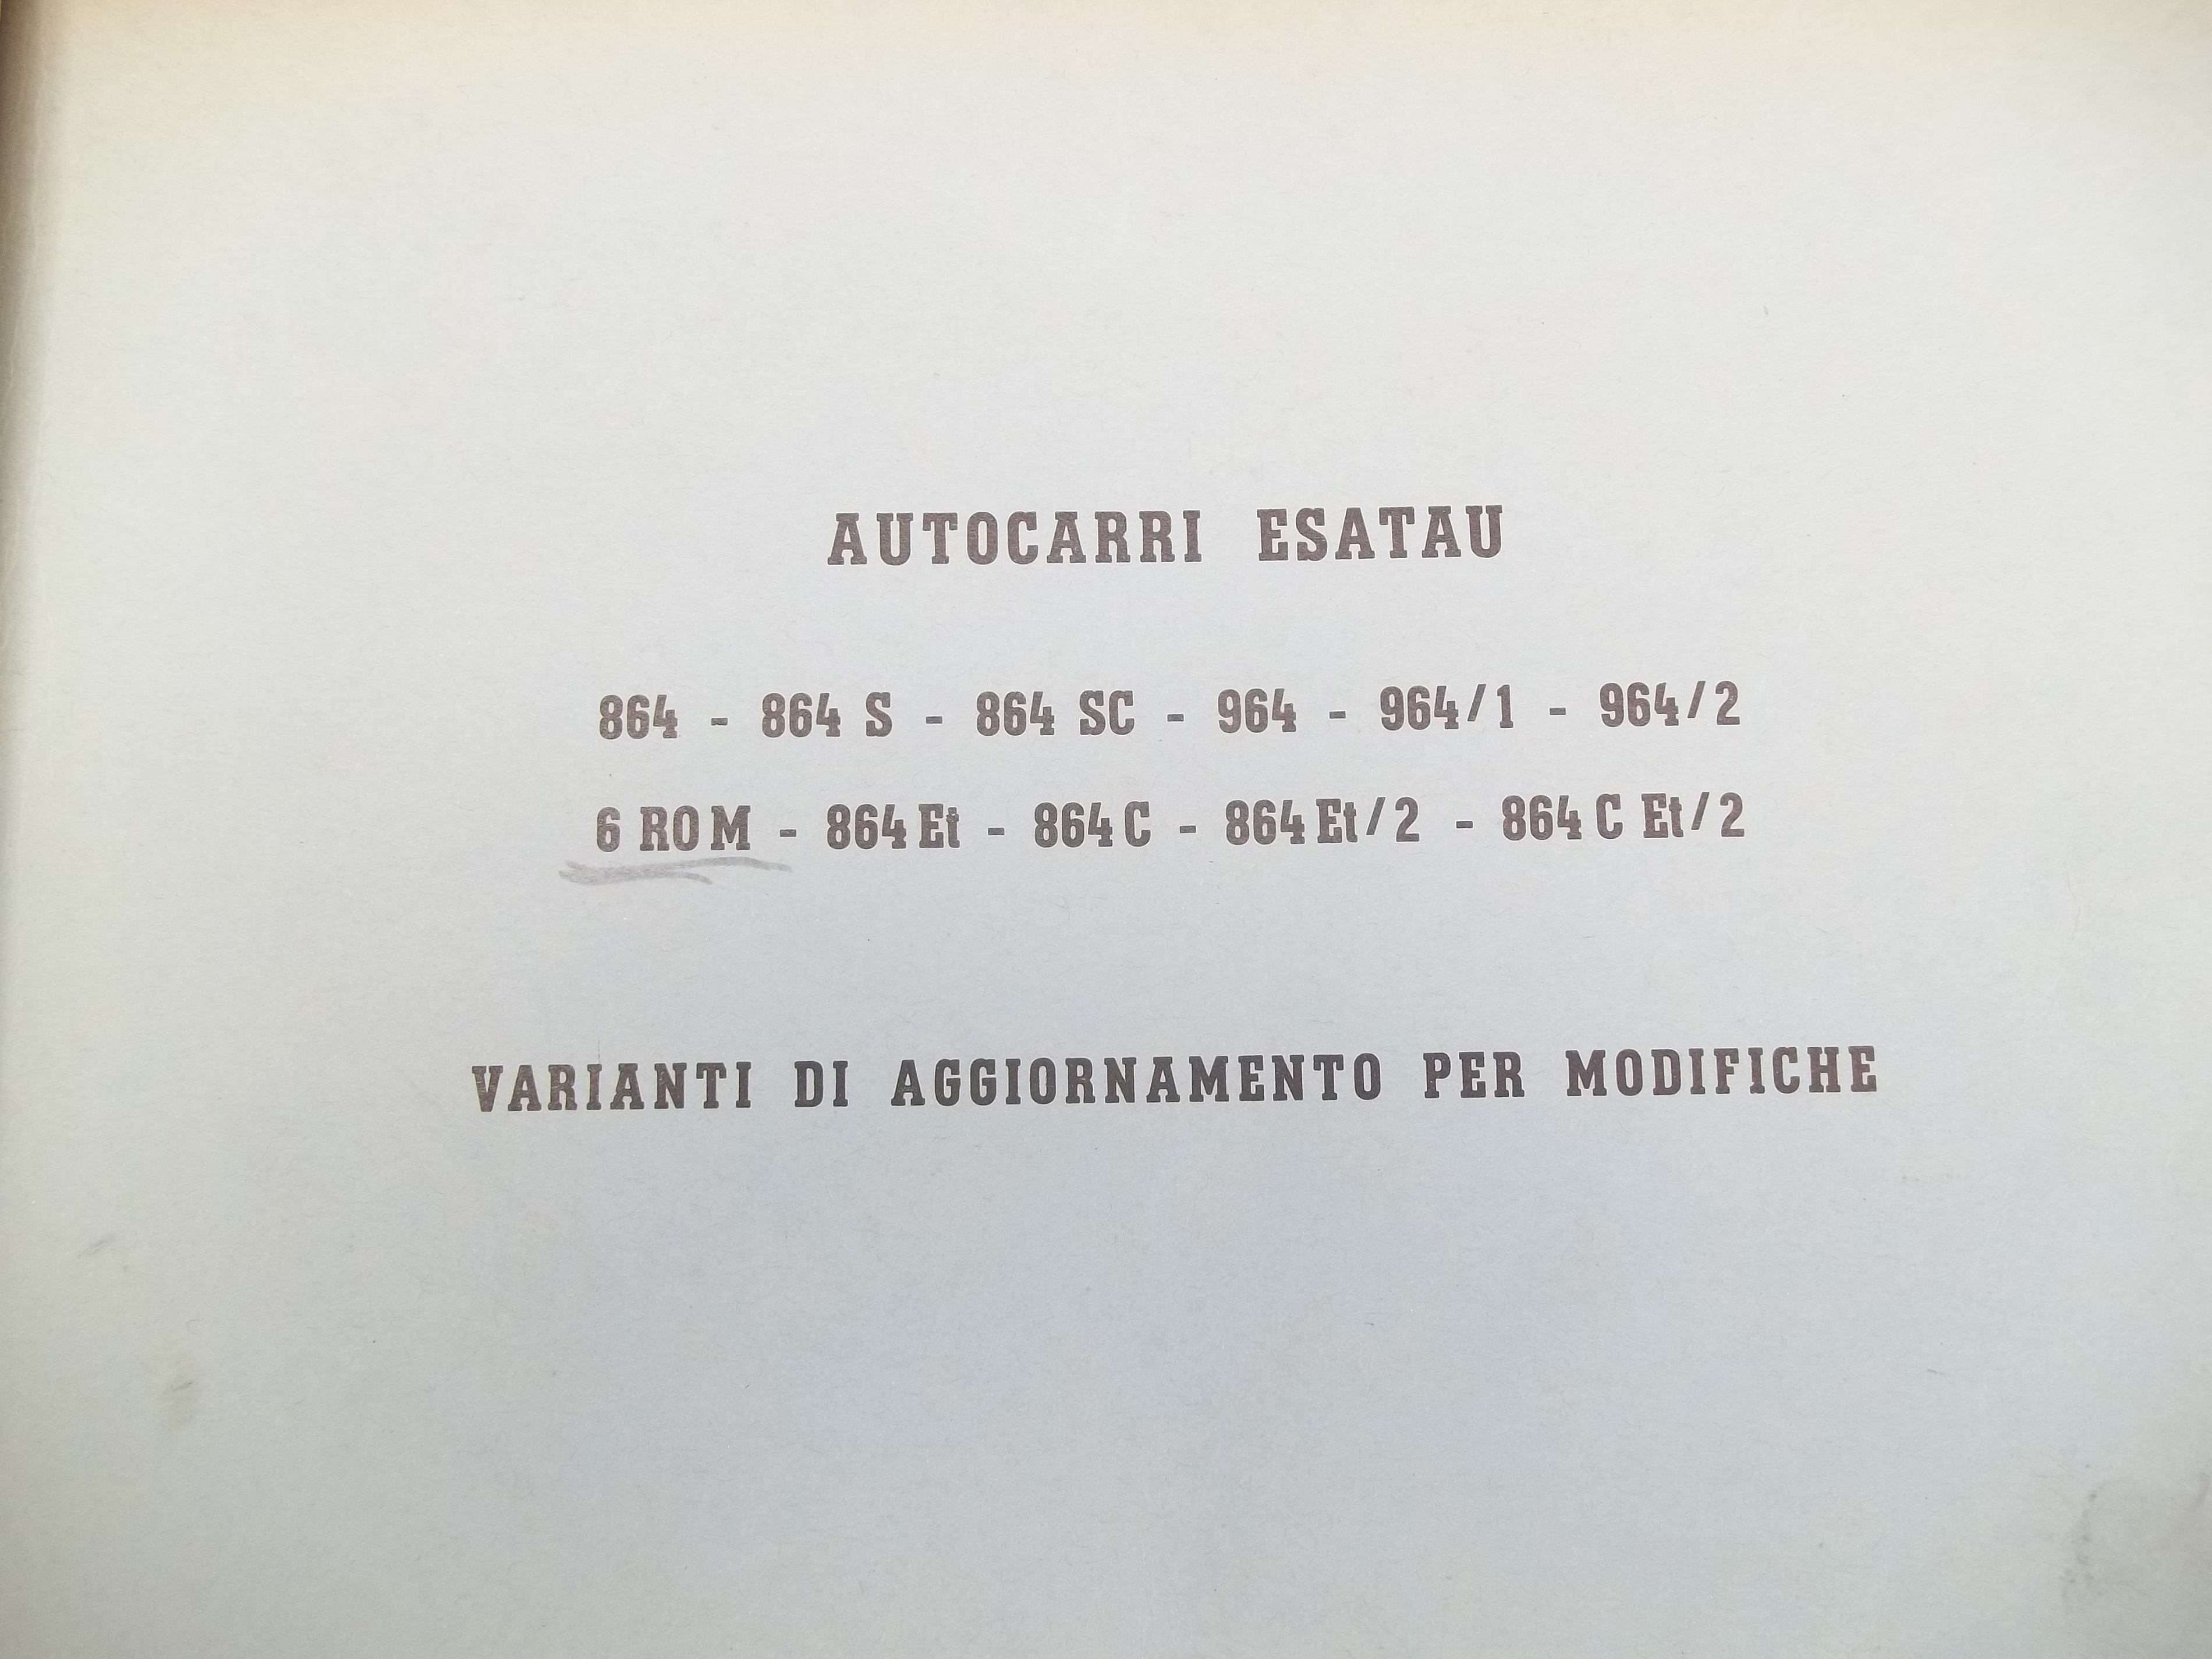 AUTOCARRI ESATAU
864 - 864 S - 864 SC - 964 - 964/1 - 964/2
6 ROM - 864 Et - 864 C - 864 Et/2 - 864 C Et/2
VARIANTI DI AGGIORNAMENTO PER MODIFICHE